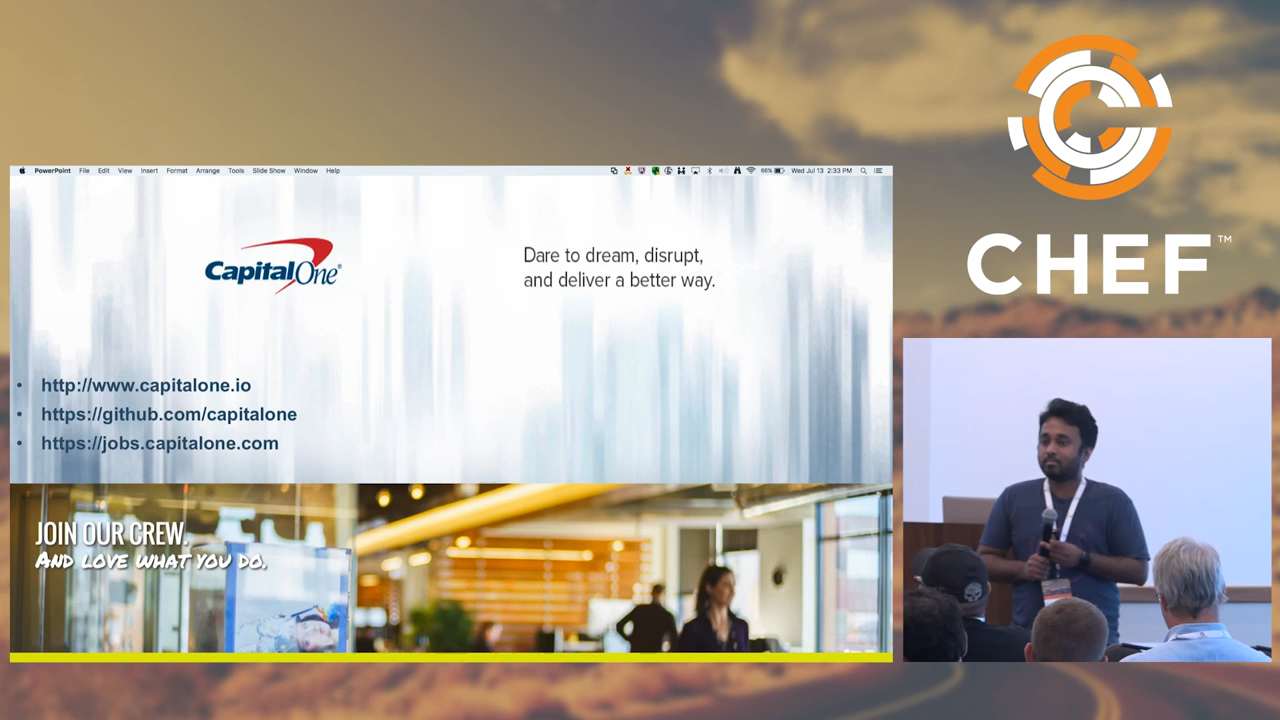 PowerPoint File Edit View Insert Format Arrange Tools Slide Show Window Help 66% Wed Jul 13 2:33 PM
CapitalOne®
Dare to dream, disrupt,
and deliver a better way.
• http://www.capitalone.io
• https://github.com/capitalone
• https://jobs.capitalone.com
JOIN OUR CREW.
AND LOVE WHAT YOU DO.
CHEF™